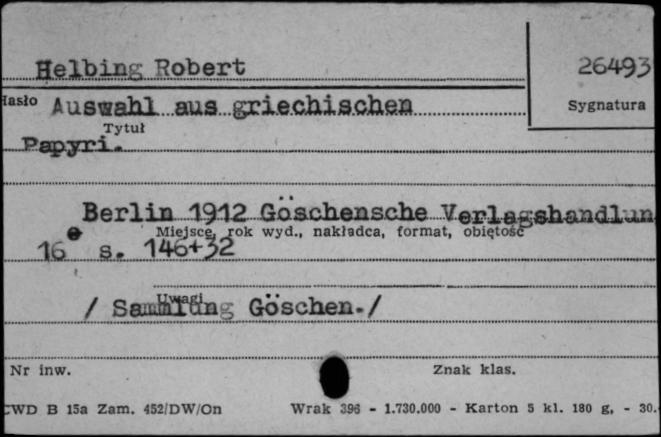 Helbing Robert
26493
Hasło Auswahl aus griechischen
Sygnatura
Tytuł
Papyri.
Berlin 1912 Göschensche Verlagshandlun
Miejsce, rok wyd., nakładca, format, objętość
16e s. 146+32
Uwagi
/ Sammlung Göschen./
Nr inw.
Znak klas.
CWD B 15a Zam. 452/DW/On Wrak 396 - 1.730.000 - Karton 5 kl. 180 g, - 30.